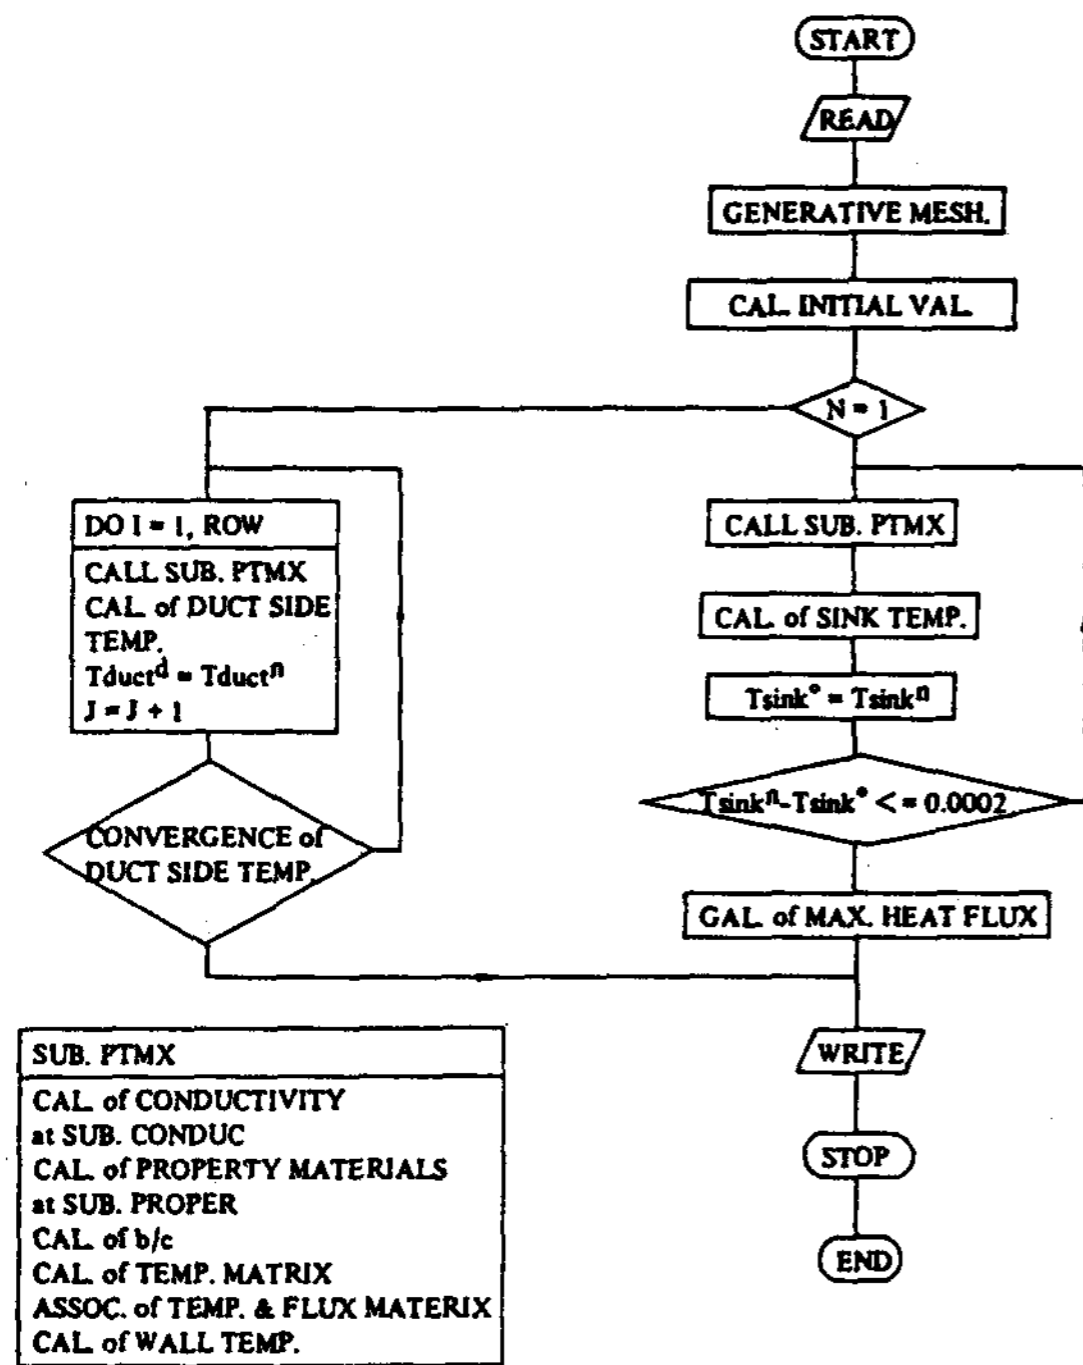 START
READ
GENERATIVE MESH.
CAL. INITIAL VAL.
N = 1
DO I = 1, ROW
CALL SUB. PTMX
CAL. of DUCT SIDE
TEMP.
Tductᵈ = Tductⁿ
J = J + 1
CONVERGENCE of
DUCT SIDE TEMP.
CALL SUB. PTMX
CAL. of SINK TEMP.
Tsink° = Tsinkⁿ
Tsinkⁿ-Tsink° < = 0.0002
GAL. of MAX. HEAT FLUX
WRITE
STOP
END
SUB. PTMX
CAL. of CONDUCTIVITY
at SUB. CONDUC
CAL. of PROPERTY MATERIALS
at SUB. PROPER
CAL. of b/c
CAL. of TEMP. MATRIX
ASSOC. of TEMP. & FLUX MATERIX
CAL. of WALL TEMP.